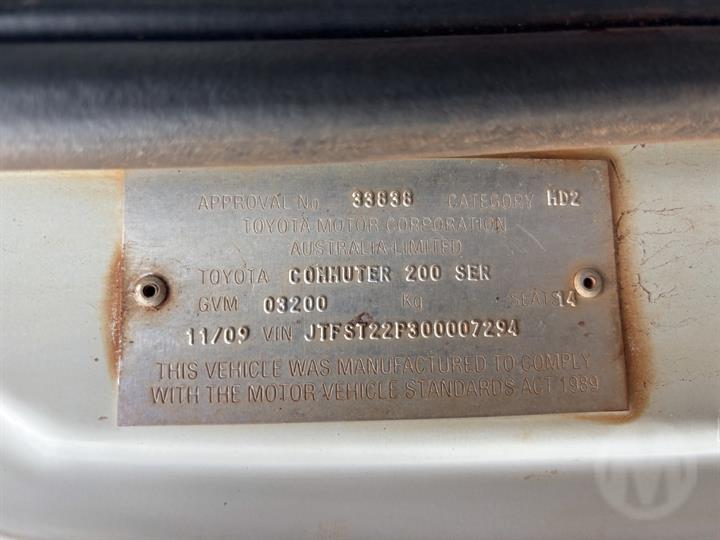 APPROVAL No 33636 CATEGORY MD2
TOYOTA MOTOR CORPORATION
AUSTRALIA LIMITED
TOYOTA COMMUTER 200 SER
GVM 03200 Kg SEATS 14
11/09 VIN JTFST22P300007294
THIS VEHICLE WAS MANUFACTURED TO COMPLY
WITH THE MOTOR VEHICLE STANDARDS ACT 1989
M